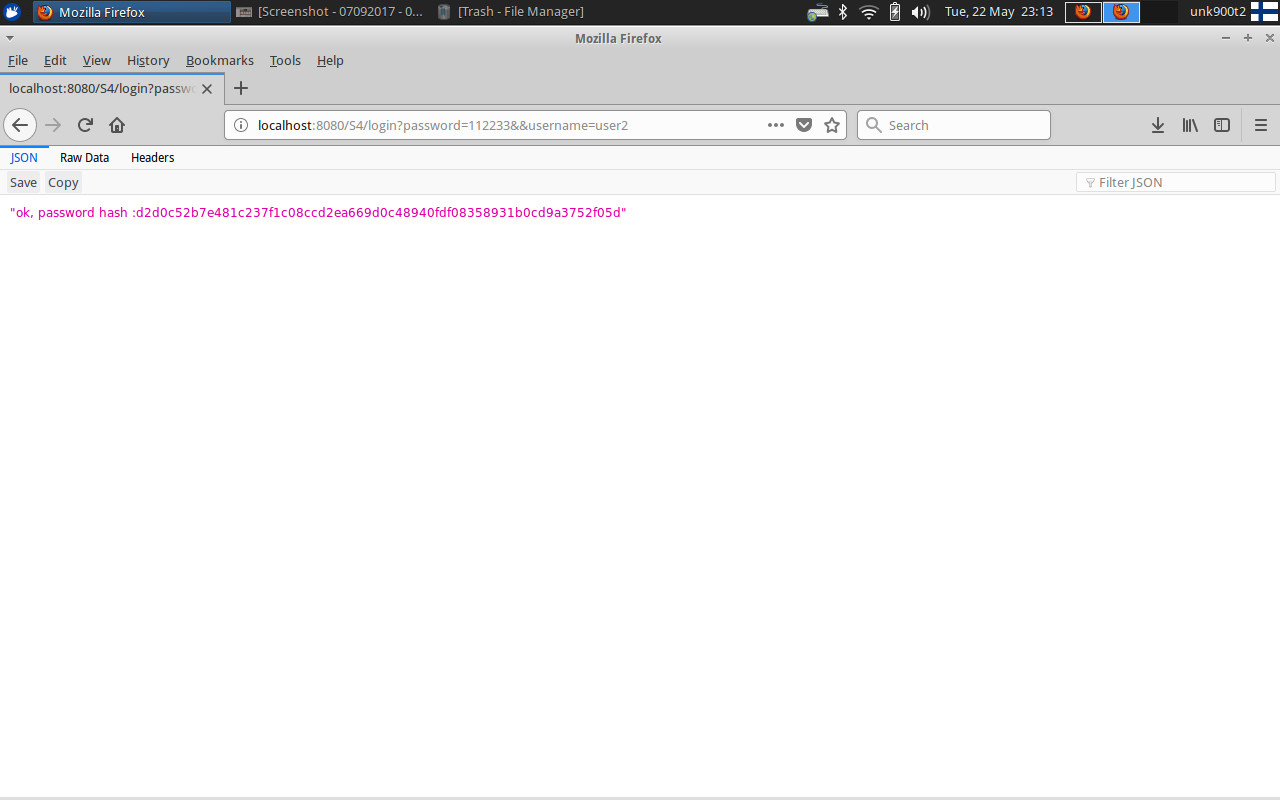 Mozilla Firefox [Screenshot - 07092017 - 0... [Trash - File Manager] Tue, 22 May 23:13 unk900t2
Mozilla Firefox
File Edit View History Bookmarks Tools Help
localhost:8080/S4/login?passwo
localhost:8080/S4/login?password=112233&&username=user2 Search
JSON Raw Data Headers
Save Copy Filter JSON
"ok, password hash :d2d0c52b7e481c237f1c08ccd2ea669d0c48940fdf08358931b0cd9a3752f05d"